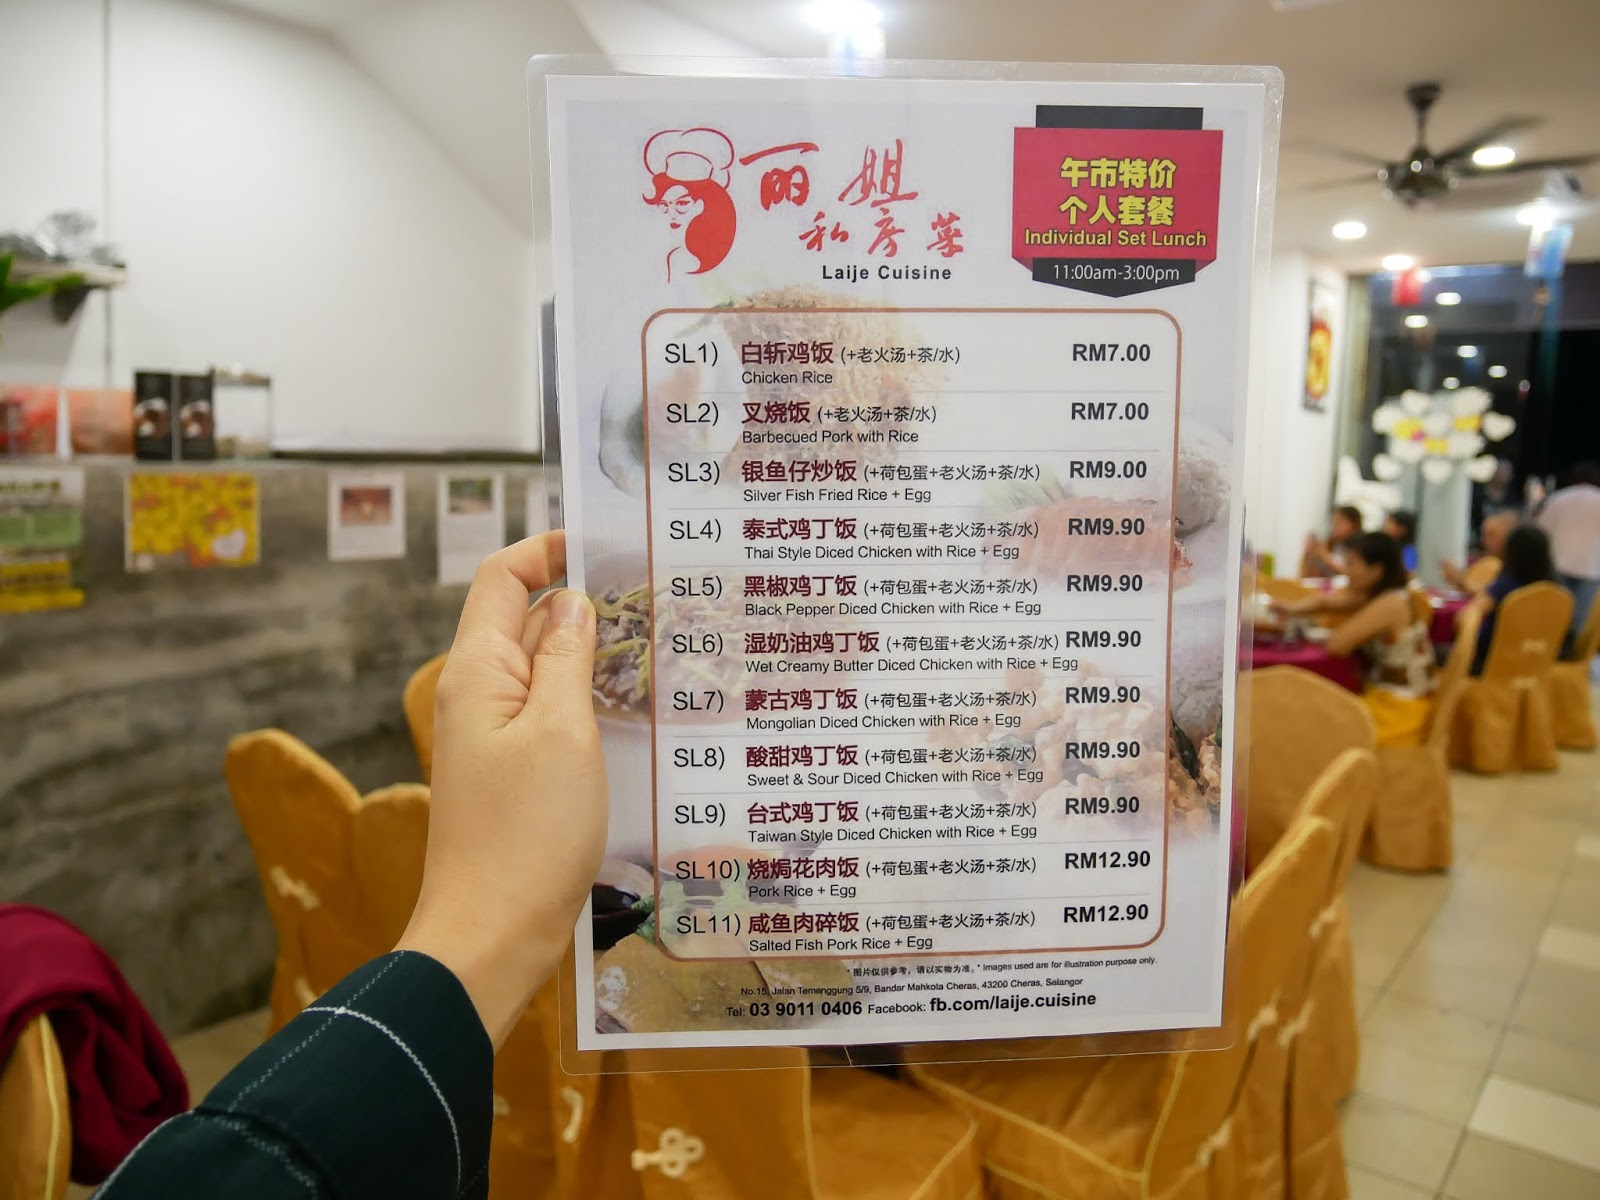 丽姐
私房菜
Laije Cuisine
午市特价
个人套餐
Individual Set Lunch
11:00am-3:00pm
SL1) 白斩鸡饭 (+老火汤+茶/水) RM7.00
Chicken Rice
SL2) 叉烧饭 (+老火汤+茶/水) RM7.00
Barbecued Pork with Rice
SL3) 银鱼仔炒饭 (+荷包蛋+老火汤+茶/水) RM9.00
Silver Fish Fried Rice + Egg
SL4) 泰式鸡丁饭 (+荷包蛋+老火汤+茶/水) RM9.90
Thai Style Diced Chicken with Rice + Egg
SL5) 黑椒鸡丁饭 (+荷包蛋+老火汤+茶/水) RM9.90
Black Pepper Diced Chicken with Rice + Egg
SL6) 湿奶油鸡丁饭 (+荷包蛋+老火汤+茶/水) RM9.90
Wet Creamy Butter Diced Chicken with Rice + Egg
SL7) 蒙古鸡丁饭 (+荷包蛋+老火汤+茶/水) RM9.90
Mongolian Diced Chicken with Rice + Egg
SL8) 酸甜鸡丁饭 (+荷包蛋+老火汤+茶/水) RM9.90
Sweet & Sour Diced Chicken with Rice + Egg
SL9) 台式鸡丁饭 (+荷包蛋+老火汤+茶/水) RM9.90
Taiwan Style Diced Chicken with Rice + Egg
SL10) 烧焗花肉饭 (+荷包蛋+老火汤+茶/水) RM12.90
Pork Rice + Egg
SL11) 咸鱼肉碎饭 (+荷包蛋+老火汤+茶/水) RM12.90
Salted Fish Pork Rice + Egg
* 图片仅供参考，请以实物为准。* Images used are for illustration purpose only.
No.15, Jalan Temenggung 5/9, Bandar Mahkota Cheras, 43200 Cheras, Selangor
Tel: 03 9011 0406 Facebook: fb.com/laije.cuisine